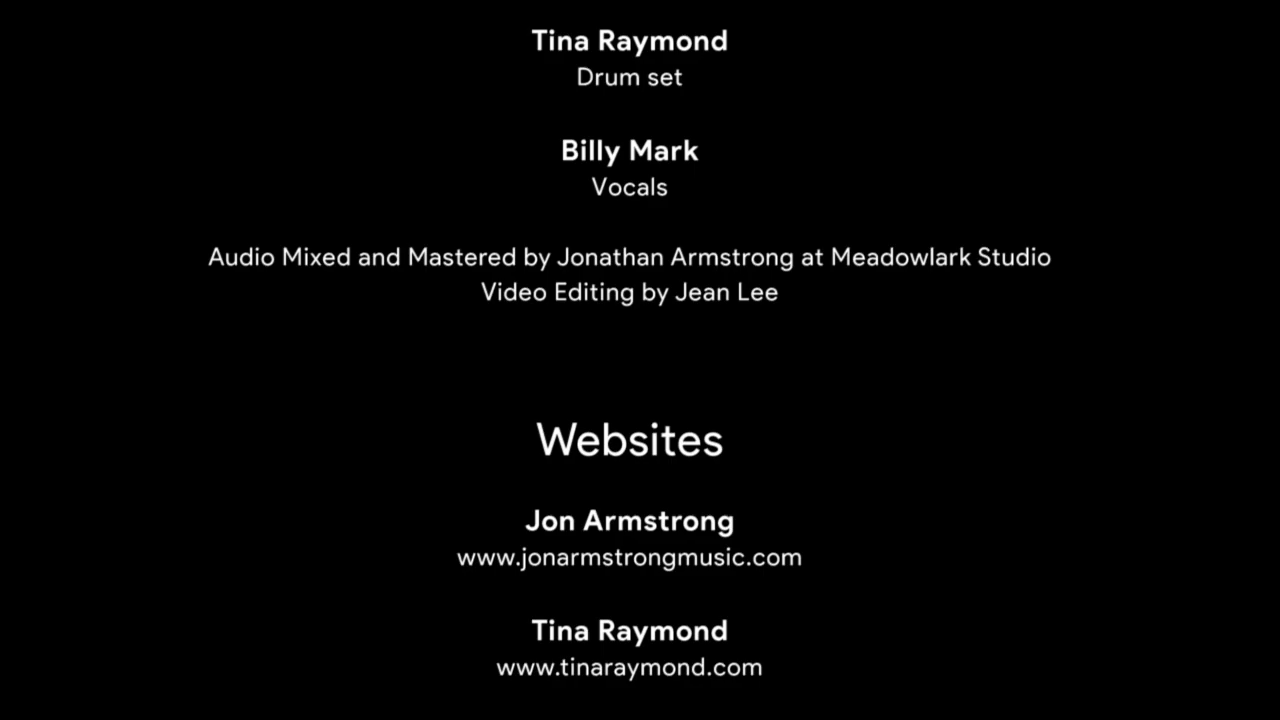 Tina Raymond
Drum set
Billy Mark
Vocals
Audio Mixed and Mastered by Jonathan Armstrong at Meadowlark Studio
Video Editing by Jean Lee
Websites
Jon Armstrong
www.jonarmstrongmusic.com
Tina Raymond
www.tinaraymond.com